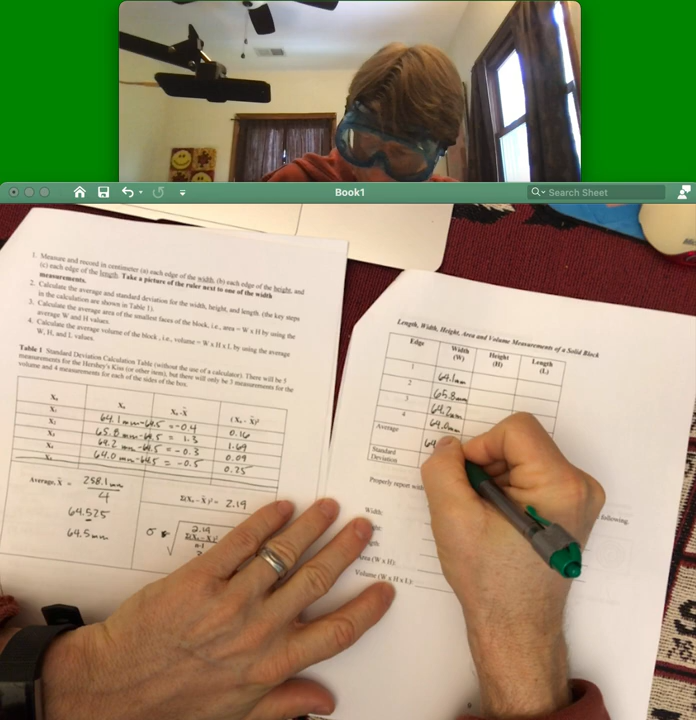 Book1
Search Sheet
1. Measure and record in centimeter (a) each edge of the width, (b) each edge of the height, and
(c) each edge of the length. Take a picture of the ruler next to one of the width
measurements.
2. Calculate the average and standard deviation for the width, height, and length. (the key steps
in the calculation are shown in Table 1).
3. Calculate the average area of the smallest faces of the block, i.e., area = W x H by using the
average W and H values.
4. Calculate the average volume of the block, i.e., volume = W x H x L by using the average
W, H, and L values.
Table 1 Standard Deviation Calculation Table (without the use of a calculator). There will be 3
measurements for the Hershey's Kiss (or other item), but there will only be 3 measurements for the
volume and 4 measurements for each of the sides of the box.
64.1mm-64.5 = -0.4 0.16
65.8mm-64.5 = 1.3 1.69
64.2mm-64.5 = -0.3 0.09
64.0mm-64.5 = -0.5 0.25
Average, X̄ = 258.1mm
4
64.525
64.5mm
Σ(Xₙ - X̄)² = 2.19
σ
2.19
Σ(Xₙ - X̄)²
n-1
Length, Width, Height, Area and Volume Measurements of a Solid Block
Edge Width (W) Height (H) Length (L)
1 64.1mm
2 65.8mm
3 64.2mm
4 64.0mm
Average 64
Standard
Deviation
Properly report
following.
Width:
Area (W x H):
Volume (W x H x L):